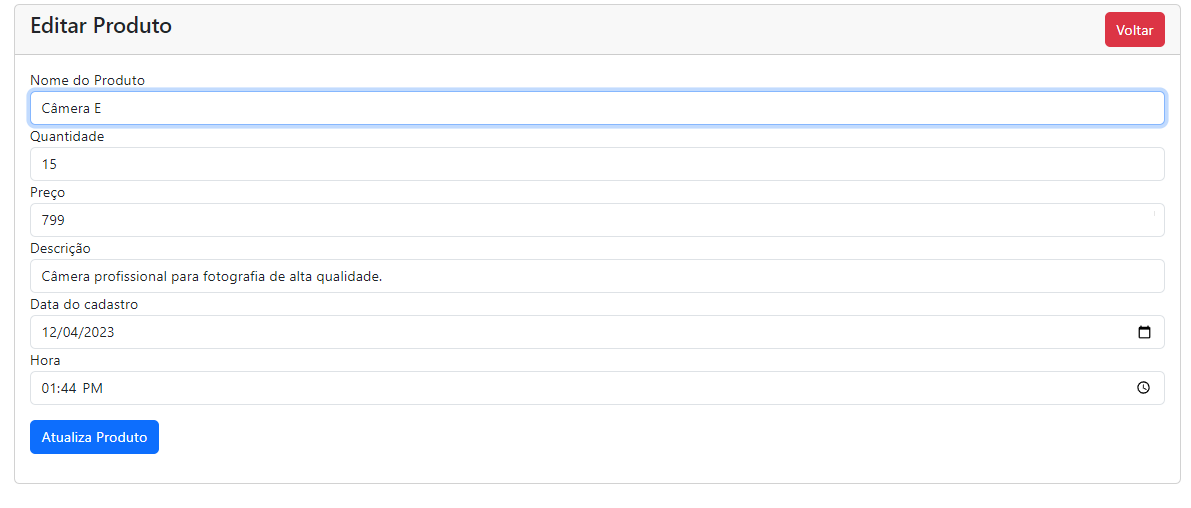 Editar Produto
Voltar
Nome do Produto
Câmera E
Quantidade
15
Preço
799
Descrição
Câmera profissional para fotografia de alta qualidade.
Data do cadastro
12/04/2023
Hora
01:44 PM
Atualiza Produto